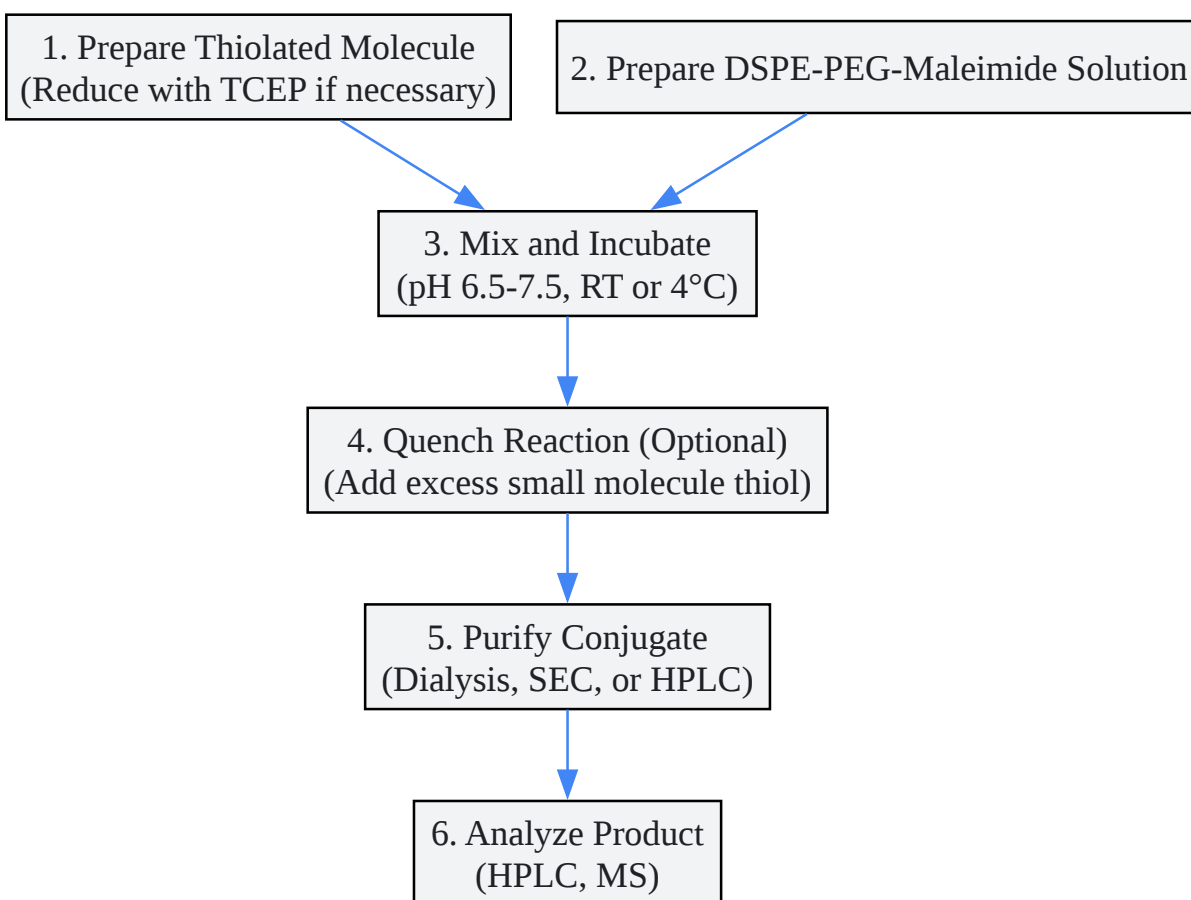 1. Prepare Thiolated Molecule
(Reduce with TCEP if necessary)
2. Prepare DSPE-PEG-Maleimide Solution
3. Mix and Incubate
(pH 6.5-7.5, RT or 4°C)
4. Quench Reaction (Optional)
(Add excess small molecule thiol)
5. Purify Conjugate
(Dialysis, SEC, or HPLC)
6. Analyze Product
(HPLC, MS)